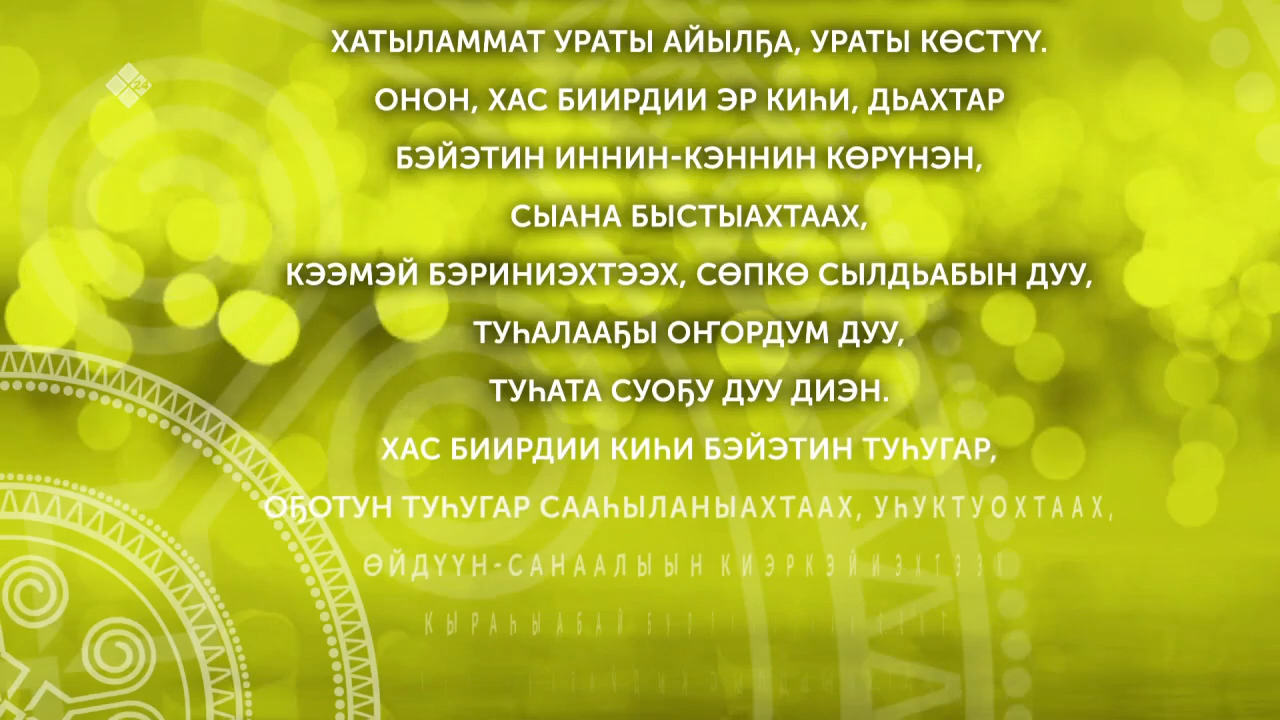 ХАТЫЛАММАТ УРАТЫ АЙЫЛҔА, УРАТЫ КӨСТҮҮ.
ОНОН, ХАС БИИРДИИ ЭР КИҺИ, ДЬАХТАР
БЭЙЭТИН ИННИН-КЭННИН КӨРҮНЭН,
СЫАНА БЫСТЫАХТААХ,
КЭЭМЭЙ БЭРИНИЭХТЭЭХ, СӨПКӨ СЫЛДЬАБЫН ДУУ,
ТУҺАЛААҔЫ ОҤОРДУМ ДУУ,
ТУҺАТА СУОҔУ ДУУ ДИЭН.
ХАС БИИРДИИ КИҺИ БЭЙЭТИН ТУҺУГАР,
ОҔОТУН ТУҺУГАР СААҺЫЛАНЫАХТААХ, УҺУКТУОХТААХ,
ӨЙДҮҮН-САНААЛЫЫН КИЭРКЭЙИЭХТЭЭХ
КЫРАҺЫАБАЙ